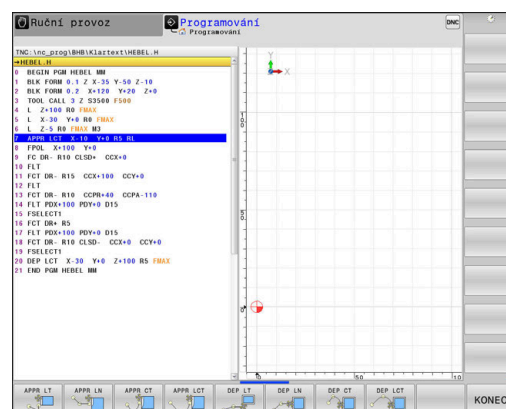 Ruční provoz
Programování
Programování
DNC
TNC:\nc_prog\BHB\Klartext\HEBEL.H
→HEBEL.H
0 BEGIN PGM HEBEL MM
1 BLK FORM 0.1 Z X-35 Y-50 Z-10
2 BLK FORM 0.2 X+120 Y+20 Z+0
3 TOOL CALL 3 Z S3500 F500
4 L Z+100 R0 FMAX
5 L X-30 Y+0 R0 FMAX
6 L Z-5 R0 FMAX M3
7 APPR LCT X-10 Y+0 R5 RL
8 FPOL X+100 Y+0
9 FC DR- R10 CLSD+ CCX+0
10 FLT
11 FCT DR- R15 CCX+100 CCY+0
12 FLT
13 FCT DR- R10 CCPR+40 CCPA-110
14 FLT PDX+100 PDY+0 D15
15 FSELECT1
16 FCT DR+ R5
17 FLT PDX+100 PDY+0 D15
18 FCT DR- R10 CLSD- CCX+0 CCY+0
19 FSELECT1
20 DEP LCT X-30 Y+0 Z+100 R5 FMAX
21 END PGM HEBEL MM
Y
X
100
50
0
0
50
10
APPR LT
APPR LN
APPR CT
APPR LCT
DEP LT
DEP LN
DEP CT
DEP LCT
KONEC